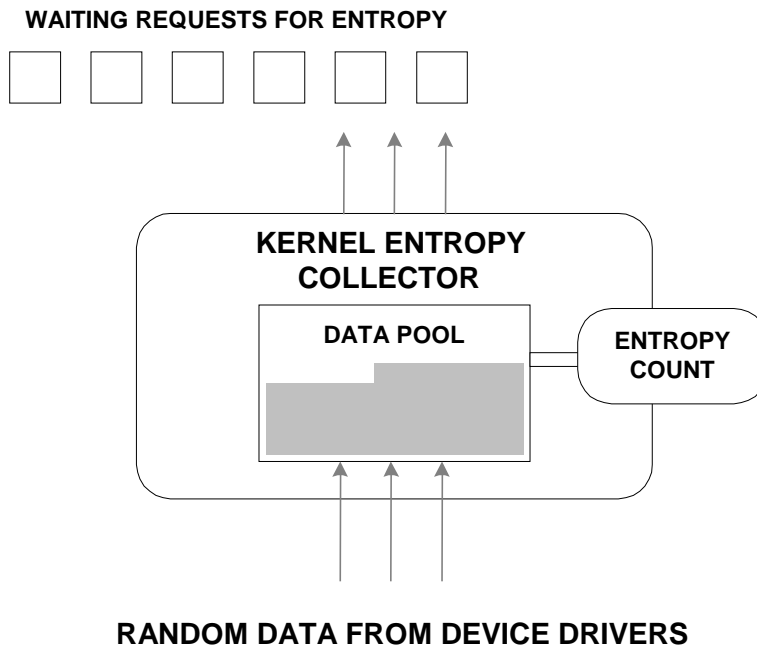 WAITING REQUESTS FOR ENTROPY
KERNEL ENTROPY
COLLECTOR
DATA POOL
ENTROPY
COUNT
RANDOM DATA FROM DEVICE DRIVERS